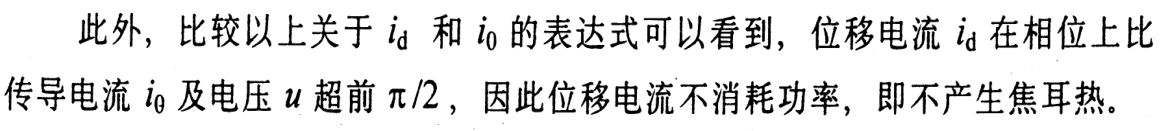 此外，比较以上关于 i_d 和 i_0 的表达式可以看到，位移电流 i_d 在相位上比
传导电流 i_0 及电压 u 超前 π/2，因此位移电流不消耗功率，即不产生焦耳热。